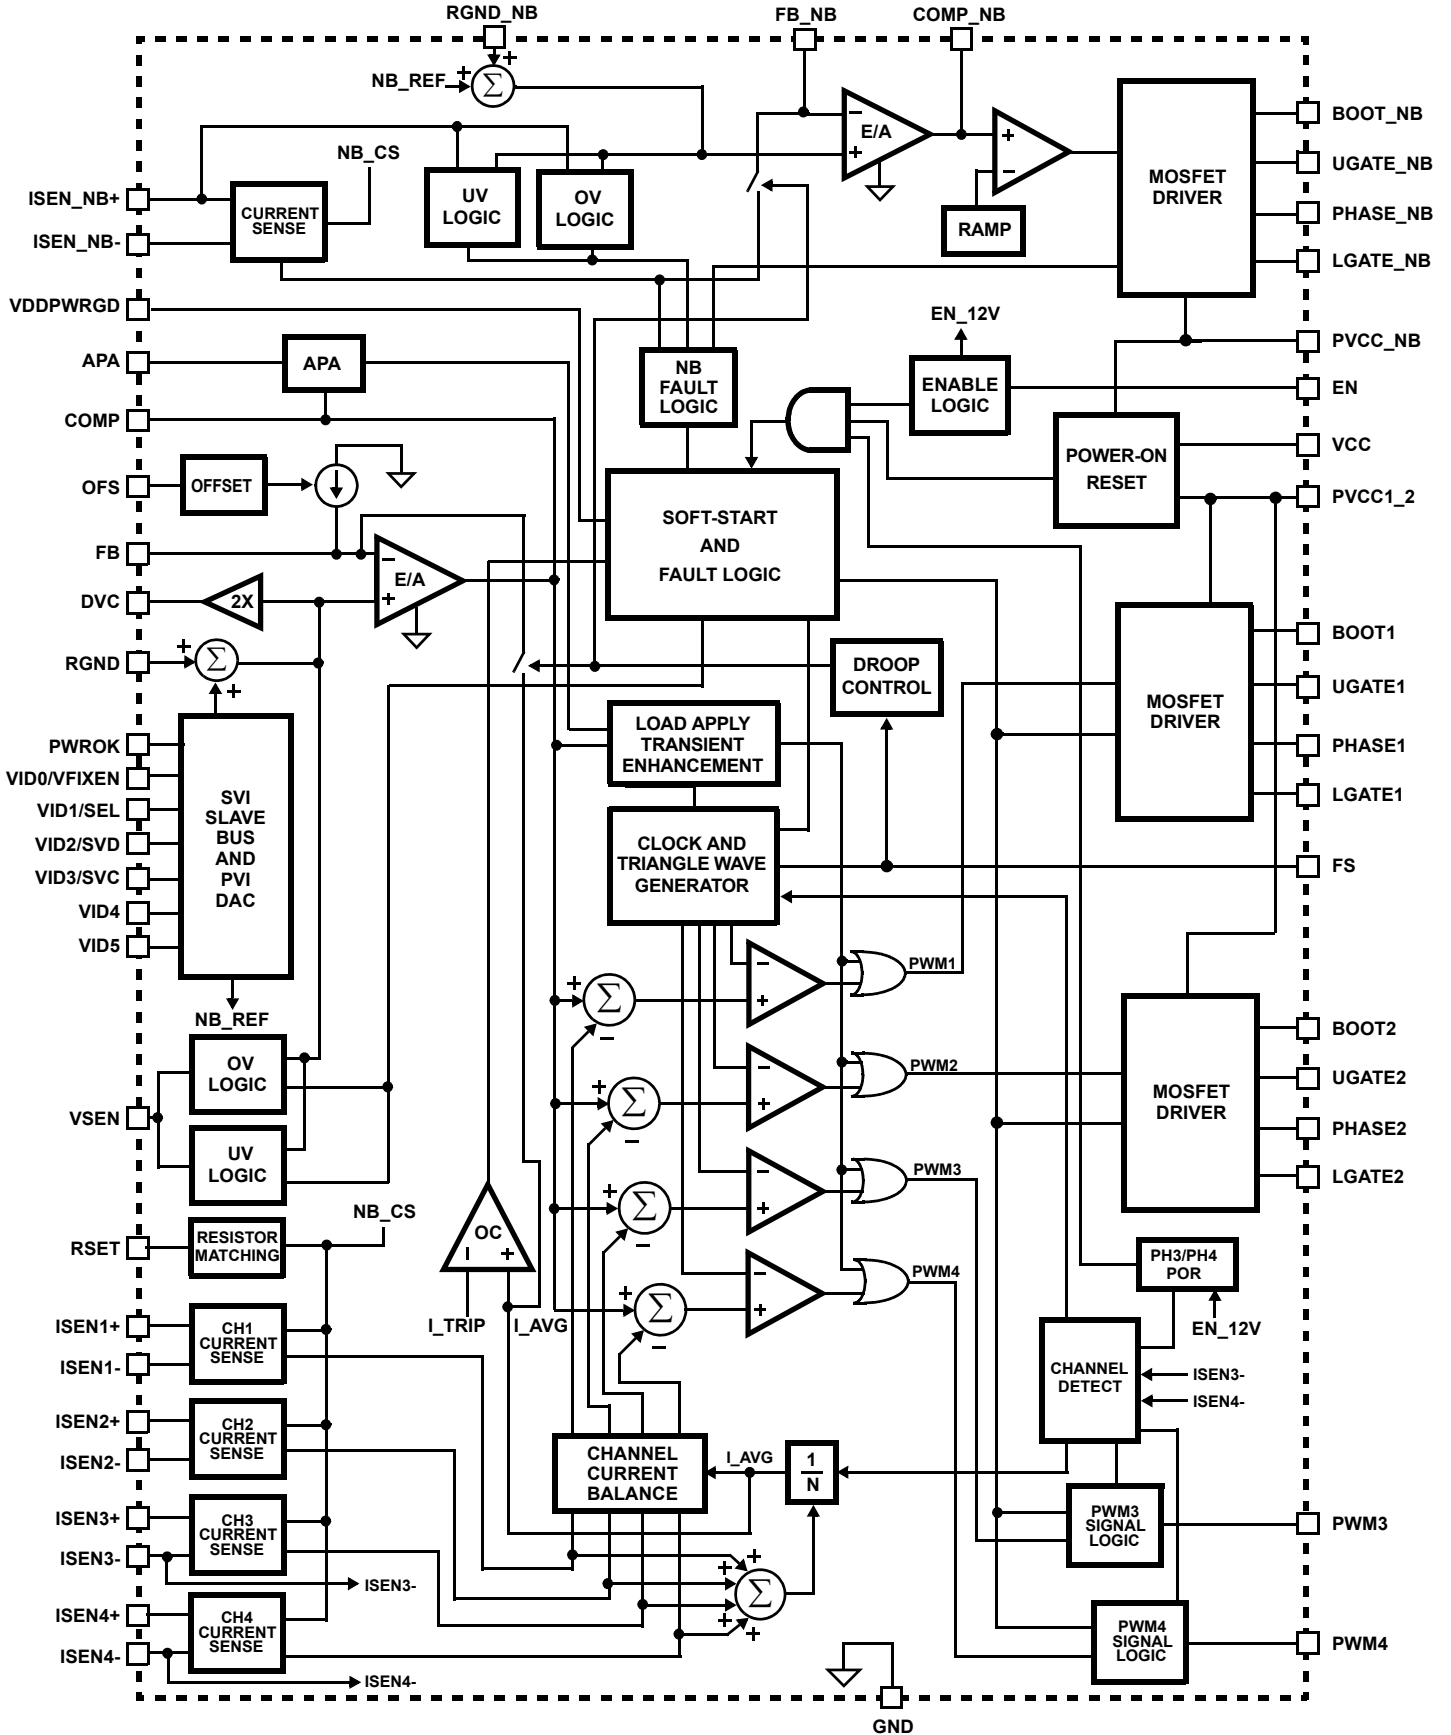 RGND_NB
FB_NB
COMP_NB
NB_REF
+
+
Σ
NB_CS
ISEN_NB+
ISEN_NB-
CURRENT
SENSE
UV
LOGIC
OV
LOGIC
−
E/A
+
+
−
RAMP
MOSFET
DRIVER
BOOT_NB
UGATE_NB
PHASE_NB
LGATE_NB
VDDPWRGD
EN_12V
PVCC_NB
APA
APA
NB
FAULT
LOGIC
ENABLE
LOGIC
EN
COMP
POWER-ON
RESET
VCC
OFS
OFFSET
PVCC1_2
SOFT-START
AND
FAULT LOGIC
FB
−
E/A
+
DVC
2X
RGND
+
Σ
+
DROOP
CONTROL
MOSFET
DRIVER
BOOT1
UGATE1
PHASE1
LGATE1
PWROK
VID0/VFIXEN
VID1/SEL
VID2/SVD
VID3/SVC
VID4
VID5
SVI
SLAVE
BUS
AND
PVI
DAC
NB_REF
LOAD APPLY
TRANSIENT
ENHANCEMENT
CLOCK AND
TRIANGLE WAVE
GENERATOR
FS
+
Σ
−
−
+
PWM1
+
Σ
−
−
+
PWM2
+
Σ
−
−
+
PWM3
+
Σ
−
−
+
PWM4
MOSFET
DRIVER
BOOT2
UGATE2
PHASE2
LGATE2
OV
LOGIC
VSEN
UV
LOGIC
NB_CS
RSET
RESISTOR
MATCHING
OC
−
+
I_TRIP
I_AVG
PH3/PH4
POR
EN_12V
ISEN1+
ISEN1-
CH1
CURRENT
SENSE
CHANNEL
DETECT
ISEN3-
ISEN4-
ISEN2+
ISEN2-
CH2
CURRENT
SENSE
CHANNEL
CURRENT
BALANCE
I_AVG
1
N
ISEN3+
ISEN3-
CH3
CURRENT
SENSE
ISEN3-
PWM3
SIGNAL
LOGIC
PWM3
+
+
+
+
Σ
ISEN4+
ISEN4-
CH4
CURRENT
SENSE
ISEN4-
PWM4
SIGNAL
LOGIC
PWM4
GND